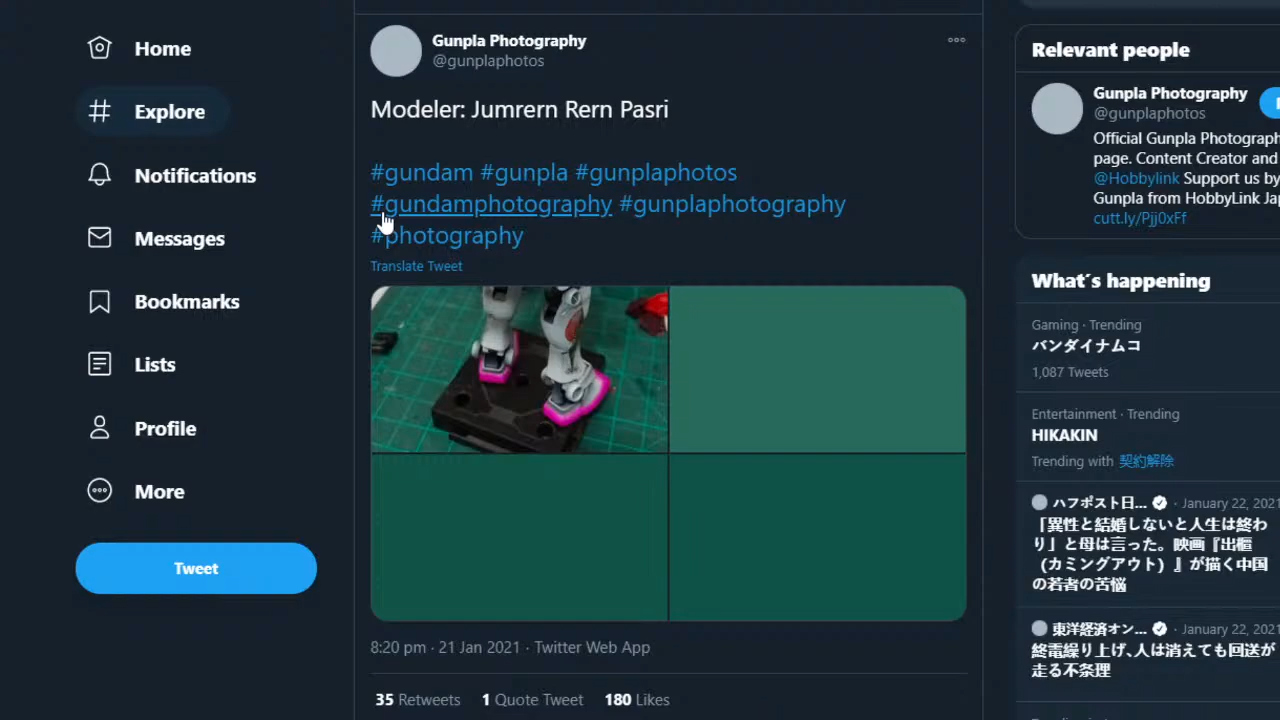 Home
Explore
Notifications
Messages
Bookmarks
Lists
Profile
More
Tweet
Gunpla Photography
@gunplaphotos
Modeler: Jumrern Rern Pasri
#gundam #gunpla #gunplaphotos
#gundamphotography #gunplaphotography
#photography
Translate Tweet
8:20 pm · 21 Jan 2021 · Twitter Web App
35 Retweets 1 Quote Tweet 180 Likes
Relevant people
Gunpla Photography
@gunplaphotos
Official Gunpla Photograph
page. Content Creator and
@Hobbylink Support us by
Gunpla from HobbyLink Jap
cutt.ly/Pjj0xFf
What's happening
Gaming · Trending
バンダイナムコ
1,087 Tweets
Entertainment · Trending
HIKAKIN
Trending with 契約解除
ハフポスト日... · January 22, 2021
「異性と結婚しないと人生は終わ
り」と母は言った。映画『出櫃
（カミングアウト）』が描く中国
の若者の苦悩
東洋経済オン... · January 22, 2021
終電繰り上げ､人は消えても回送が
走る不条理